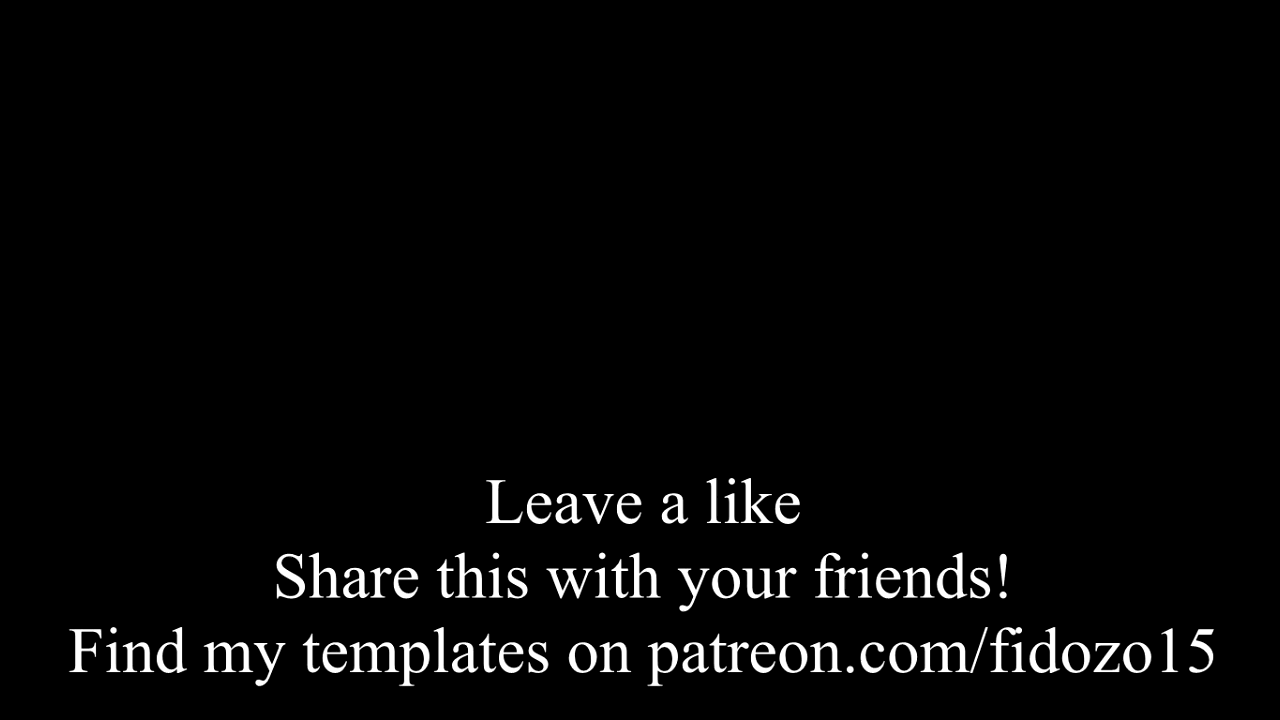 Leave a like
Share this with your friends!
Find my templates on patreon.com/fidozo15